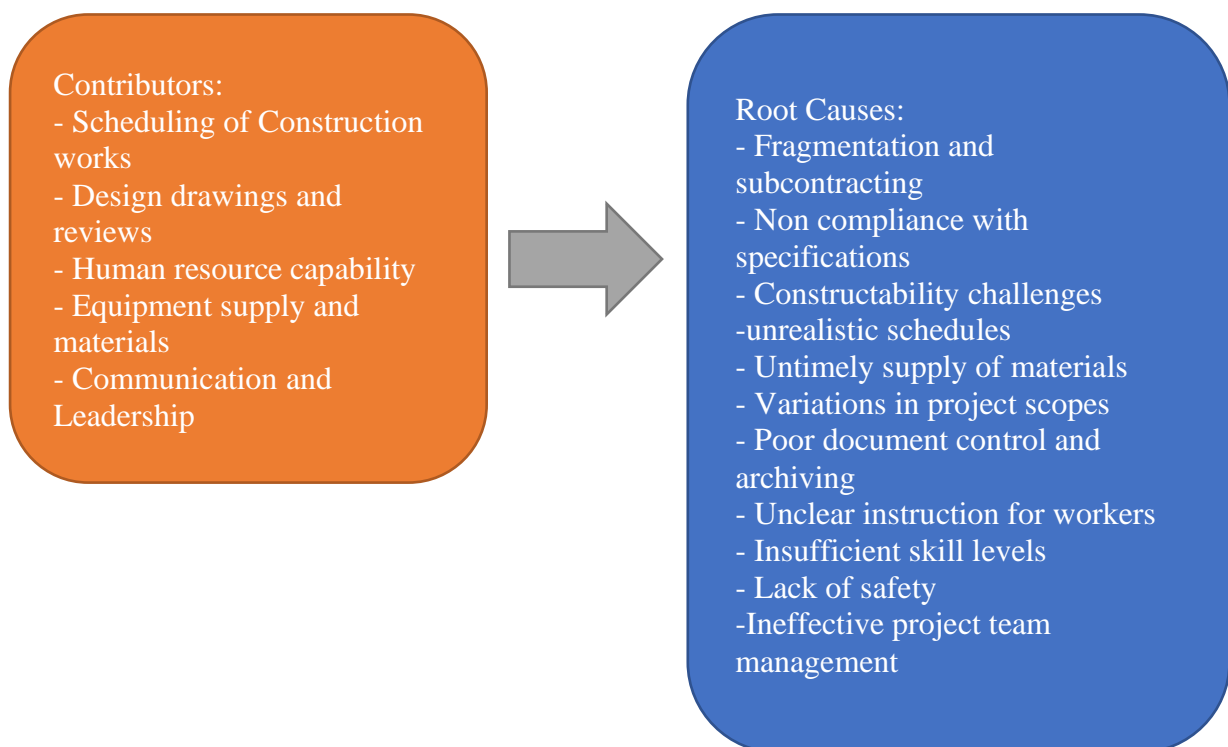 Contributors:
- Scheduling of Construction
works
- Design drawings and
reviews
- Human resource capability
- Equipment supply and
materials
- Communication and
Leadership
Root Causes:
- Fragmentation and
subcontracting
- Non compliance with
specifications
- Constructability challenges
-unrealistic schedules
- Untimely supply of materials
- Variations in project scopes
- Poor document control and
archiving
- Unclear instruction for workers
- Insufficient skill levels
- Lack of safety
-Ineffective project team
management